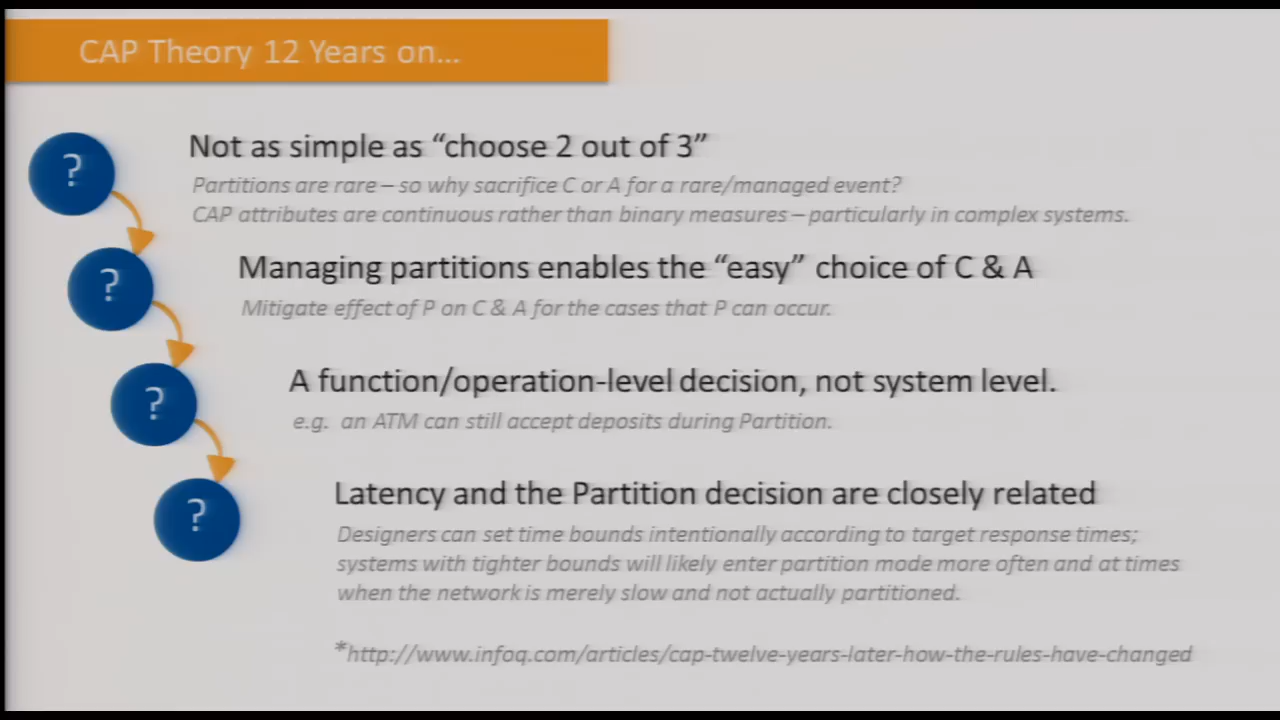 CAP Theory 12 Years on...
?
Not as simple as “choose 2 out of 3”
Partitions are rare – so why sacrifice C or A for a rare/managed event?
CAP attributes are continuous rather than binary measures – particularly in complex systems.
?
Managing partitions enables the “easy” choice of C & A
Mitigate effect of P on C & A for the cases that P can occur.
?
A function/operation-level decision, not system level.
e.g. an ATM can still accept deposits during Partition.
?
Latency and the Partition decision are closely related
Designers can set time bounds intentionally according to target response times;
systems with tighter bounds will likely enter partition mode more often and at times
when the network is merely slow and not actually partitioned.
*http://www.infoq.com/articles/cap-twelve-years-later-how-the-rules-have-changed